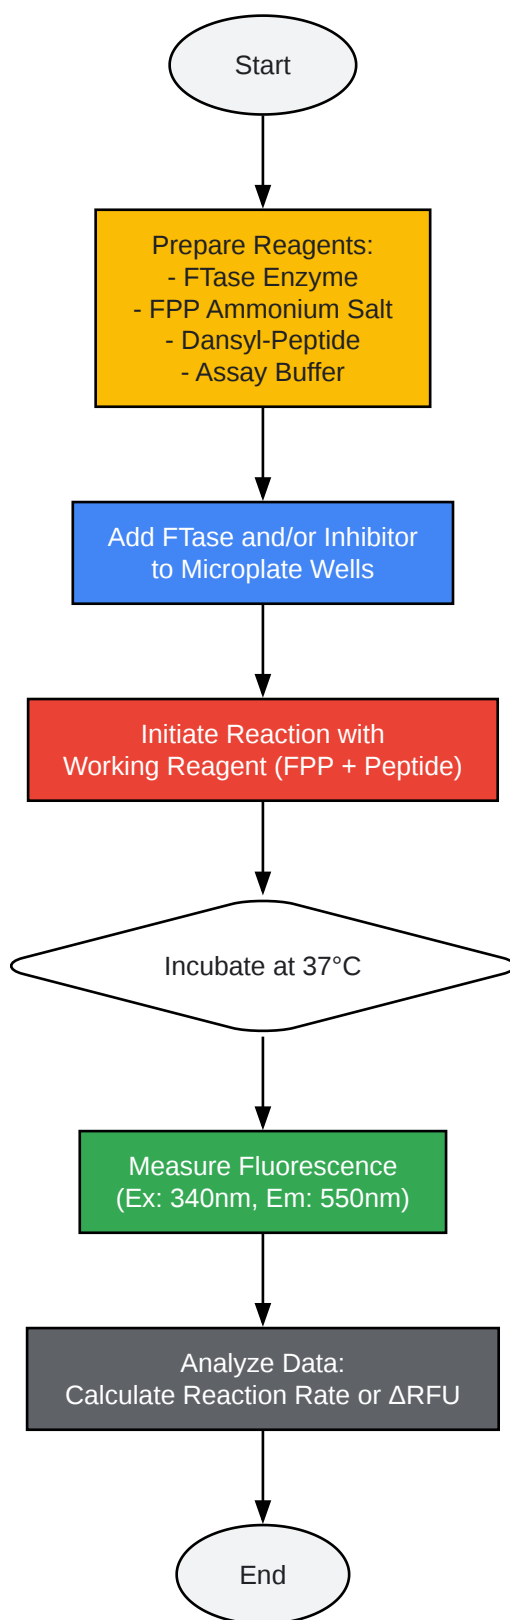 Start
Prepare Reagents:
- FTase Enzyme
- FPP Ammonium Salt
- Dansyl-Peptide
- Assay Buffer
Add FTase and/or Inhibitor
to Microplate Wells
Initiate Reaction with
Working Reagent (FPP + Peptide)
Incubate at 37°C
Measure Fluorescence
(Ex: 340nm, Em: 550nm)
Analyze Data:
Calculate Reaction Rate or ΔRFU
End